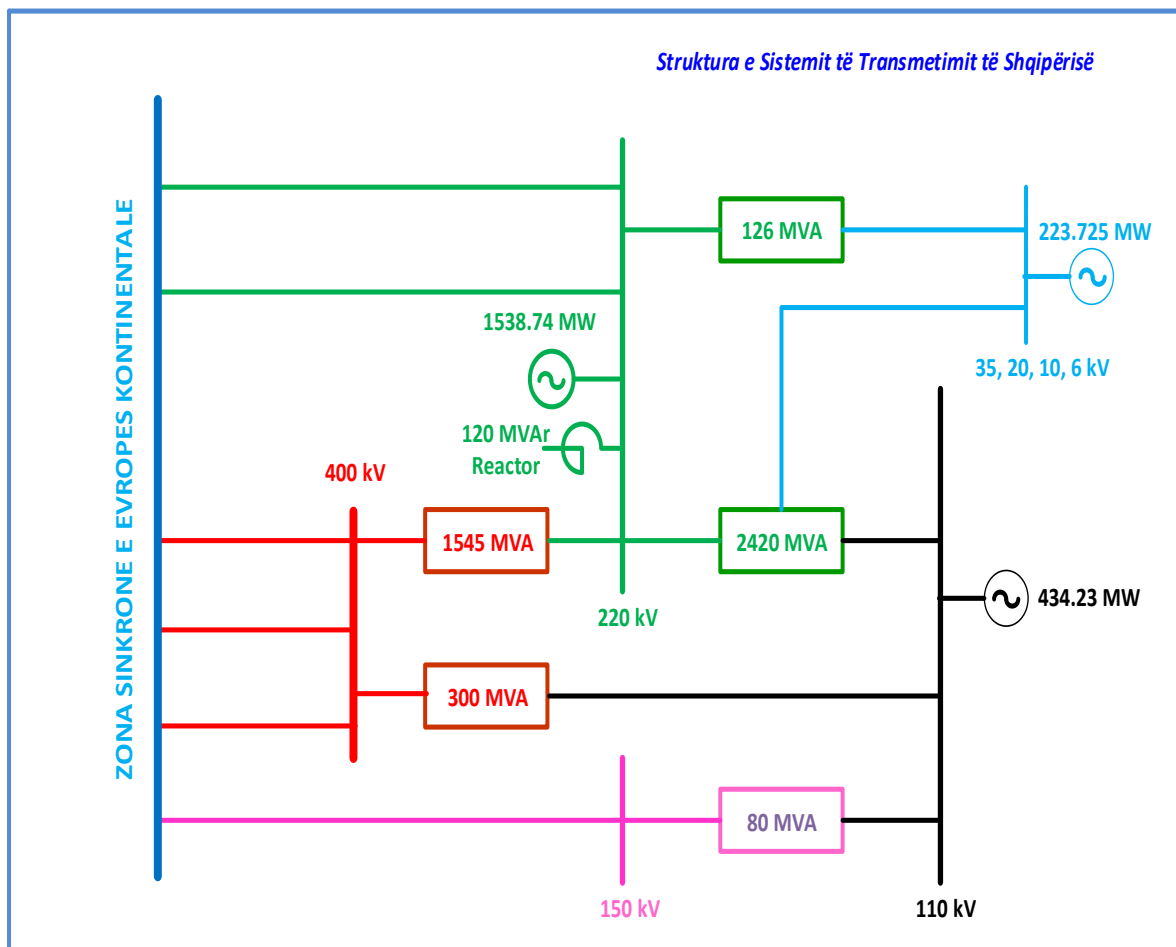 Struktura e Sistemit të Transmetimit të Shqipërisë
ZONA SINKRONE E EVROPES KONTINENTALE
126 MVA
223.725 MW
1538.74 MW
35, 20, 10, 6 kV
120 MVAr
Reactor
400 kV
1545 MVA
2420 MVA
220 kV
434.23 MW
300 MVA
80 MVA
150 kV
110 kV